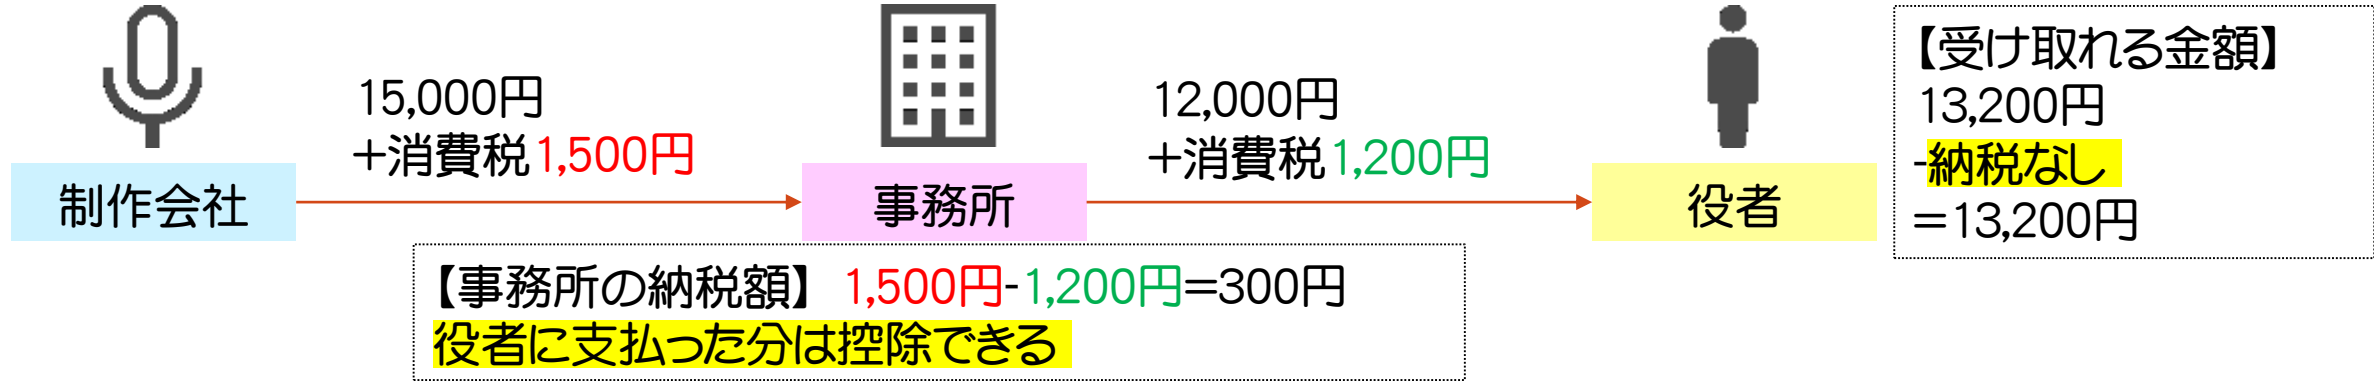 制作会社
15,000円
+消費税1,500円
事務所
12,000円
+消費税1,200円
役者
【受け取れる金額】
13,200円
-納税なし
=13,200円
【事務所の納税額】 1,500円-1,200円=300円
役者に支払った分は控除できる